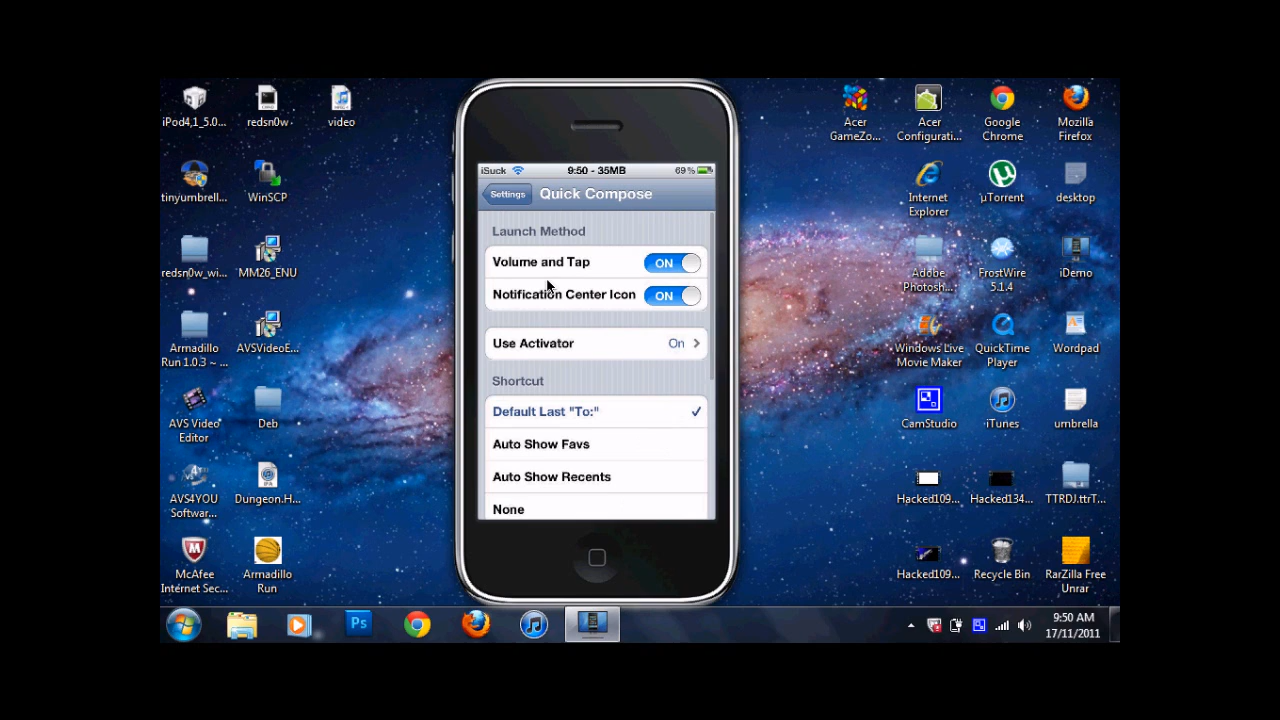 iPod4,1_5.0...
redsn0w
video
Acer
GameZo...
Acer
Configurati...
Google
Chrome
Mozilla
Firefox
tinyumbrell...
WinSCP
Internet
Explorer
µTorrent
desktop
redsn0w_wi...
MM26_ENU
Adobe
Photosh...
FrostWire
5.1.4
iDemo
Armadillo
Run 1.0.3 ~ ...
AVSVideoE...
Windows Live
Movie Maker
QuickTime
Player
Wordpad
AVS Video
Editor
Deb
CamStudio
iTunes
umbrella
AVS4YOU
Softwar...
Dungeon.H...
Hacked109...
Hacked134...
TTRDJ.ttrT...
McAfee
Internet Sec...
Armadillo
Run
Hacked109...
Recycle Bin
RarZilla Free
Unrar
iSuck 9:50 - 35MB 69%
Settings Quick Compose
Launch Method
Volume and Tap ON
Notification Center Icon ON
Use Activator On
Shortcut
Default Last "To:"
Auto Show Favs
Auto Show Recents
None
Ps
9:50 AM
17/11/2011